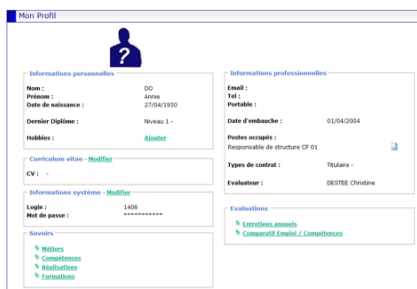 Mon Profil
?
Informations personnelles
Nom : DO
Prénom : Annie
Date de naissance : 27/04/1950
Dernier Diplôme : Niveau 1 -
Hobbies : Ajouter
Curriculum vitae - Modifier
CV : -
Informations système - Modifier
Login : 1406
Mot de passe : ***********
Savoirs
Métiers
Compétences
Réalisations
Formations
Informations professionnelles
Email :
Tel :
Portable :
Date d'embauche : 01/04/2004
Postes occupés :
Responsable de structure CF 01
Types de contrat : Titulaire -
Evaluateur : DESTEE Christine
Evaluations
Entretiens annuels
Comparatif Emploi / Compétences